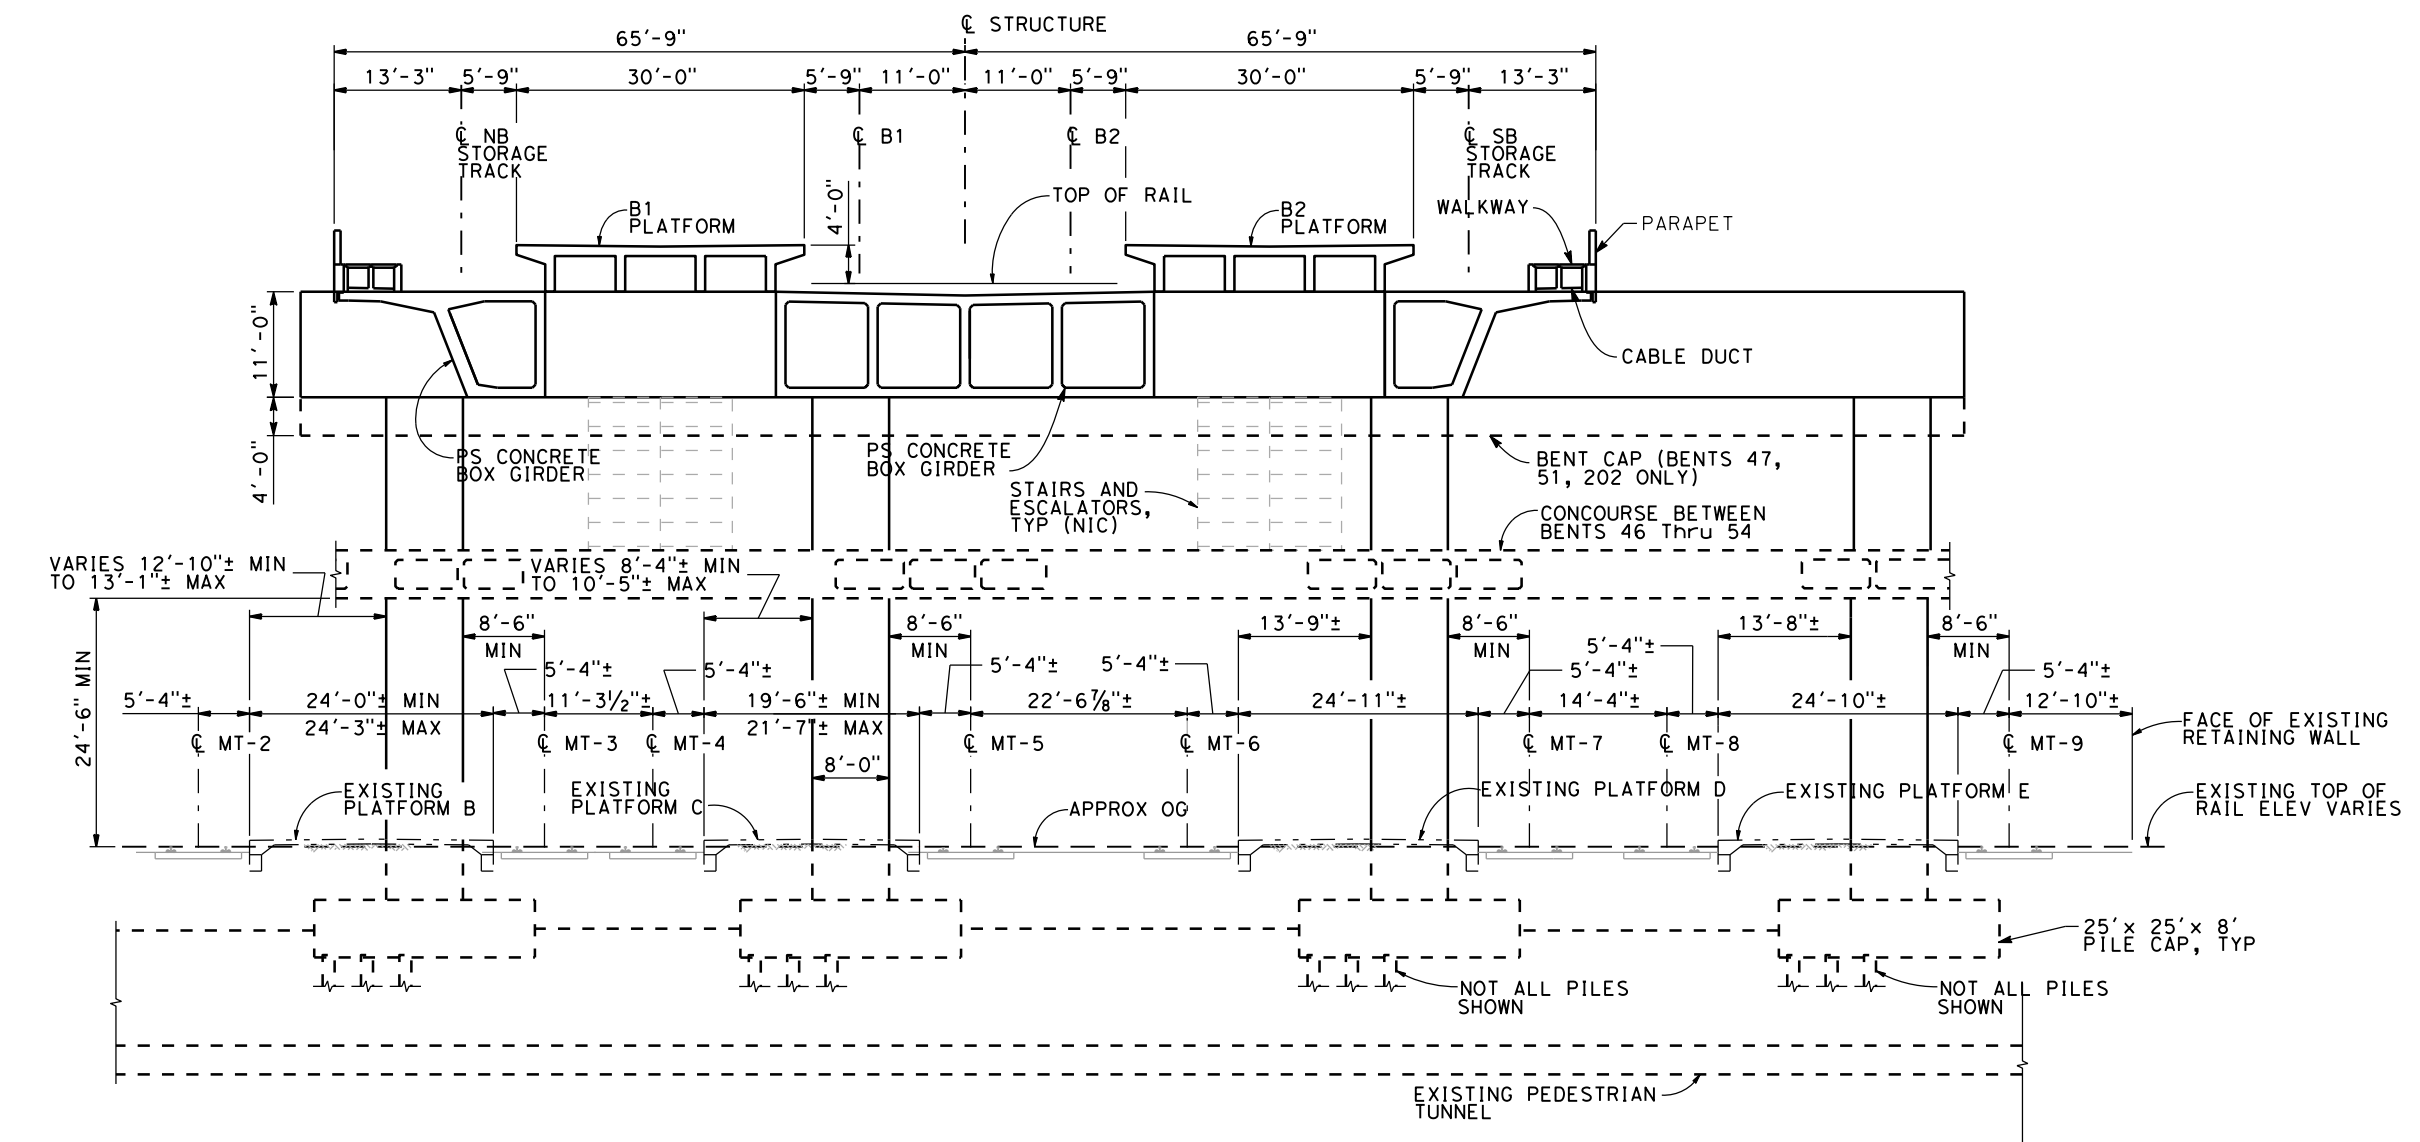 ℄ STRUCTURE
65'-9" 65'-9"
13'-3" 5'-9" 30'-0" 5'-9" 11'-0" 11'-0" 5'-9" 30'-0" 5'-9" 13'-3"
℄ NB
STORAGE
TRACK
℄ B1
℄ B2
℄ SB
STORAGE
TRACK
4'-0"
TOP OF RAIL
B1
PLATFORM
B2
PLATFORM
WALKWAY
PARAPET
11'-0"
CABLE DUCT
4'-0"
PS CONCRETE
BOX GIRDER
PS CONCRETE
BOX GIRDER
BENT CAP (BENTS 47,
51, 202 ONLY)
STAIRS AND
ESCALATORS,
TYP (NIC)
CONCOURSE BETWEEN
BENTS 46 Thru 54
VARIES 12'-10"± MIN
TO 13'-1"± MAX
VARIES 8'-4"± MIN
TO 10'-5"± MAX
8'-6"
MIN
8'-6"
MIN
13'-9"±
8'-6"
MIN
13'-8"±
8'-6"
MIN
24'-6" MIN
5'-4"±
5'-4"±
5'-4"±
5'-4"±
5'-4"±
5'-4"±
5'-4"±
5'-4"± 24'-0"± MIN 11'-3½"± 19'-6"± MIN 22'-6⅞"± 24'-11"± 14'-4"± 24'-10"± 12'-10"±
24'-3"± MAX 21'-7"± MAX
℄ MT-2 ℄ MT-3 ℄ MT-4 ℄ MT-5 ℄ MT-6 ℄ MT-7 ℄ MT-8 ℄ MT-9
FACE OF EXISTING
RETAINING WALL
8'-0"
EXISTING
PLATFORM B
EXISTING
PLATFORM C
APPROX OG
EXISTING PLATFORM D
EXISTING PLATFORM E
EXISTING TOP OF
RAIL ELEV VARIES
25'x 25'x 8'
PILE CAP, TYP
NOT ALL PILES
SHOWN
NOT ALL PILES
SHOWN
EXISTING PEDESTRIAN
TUNNEL